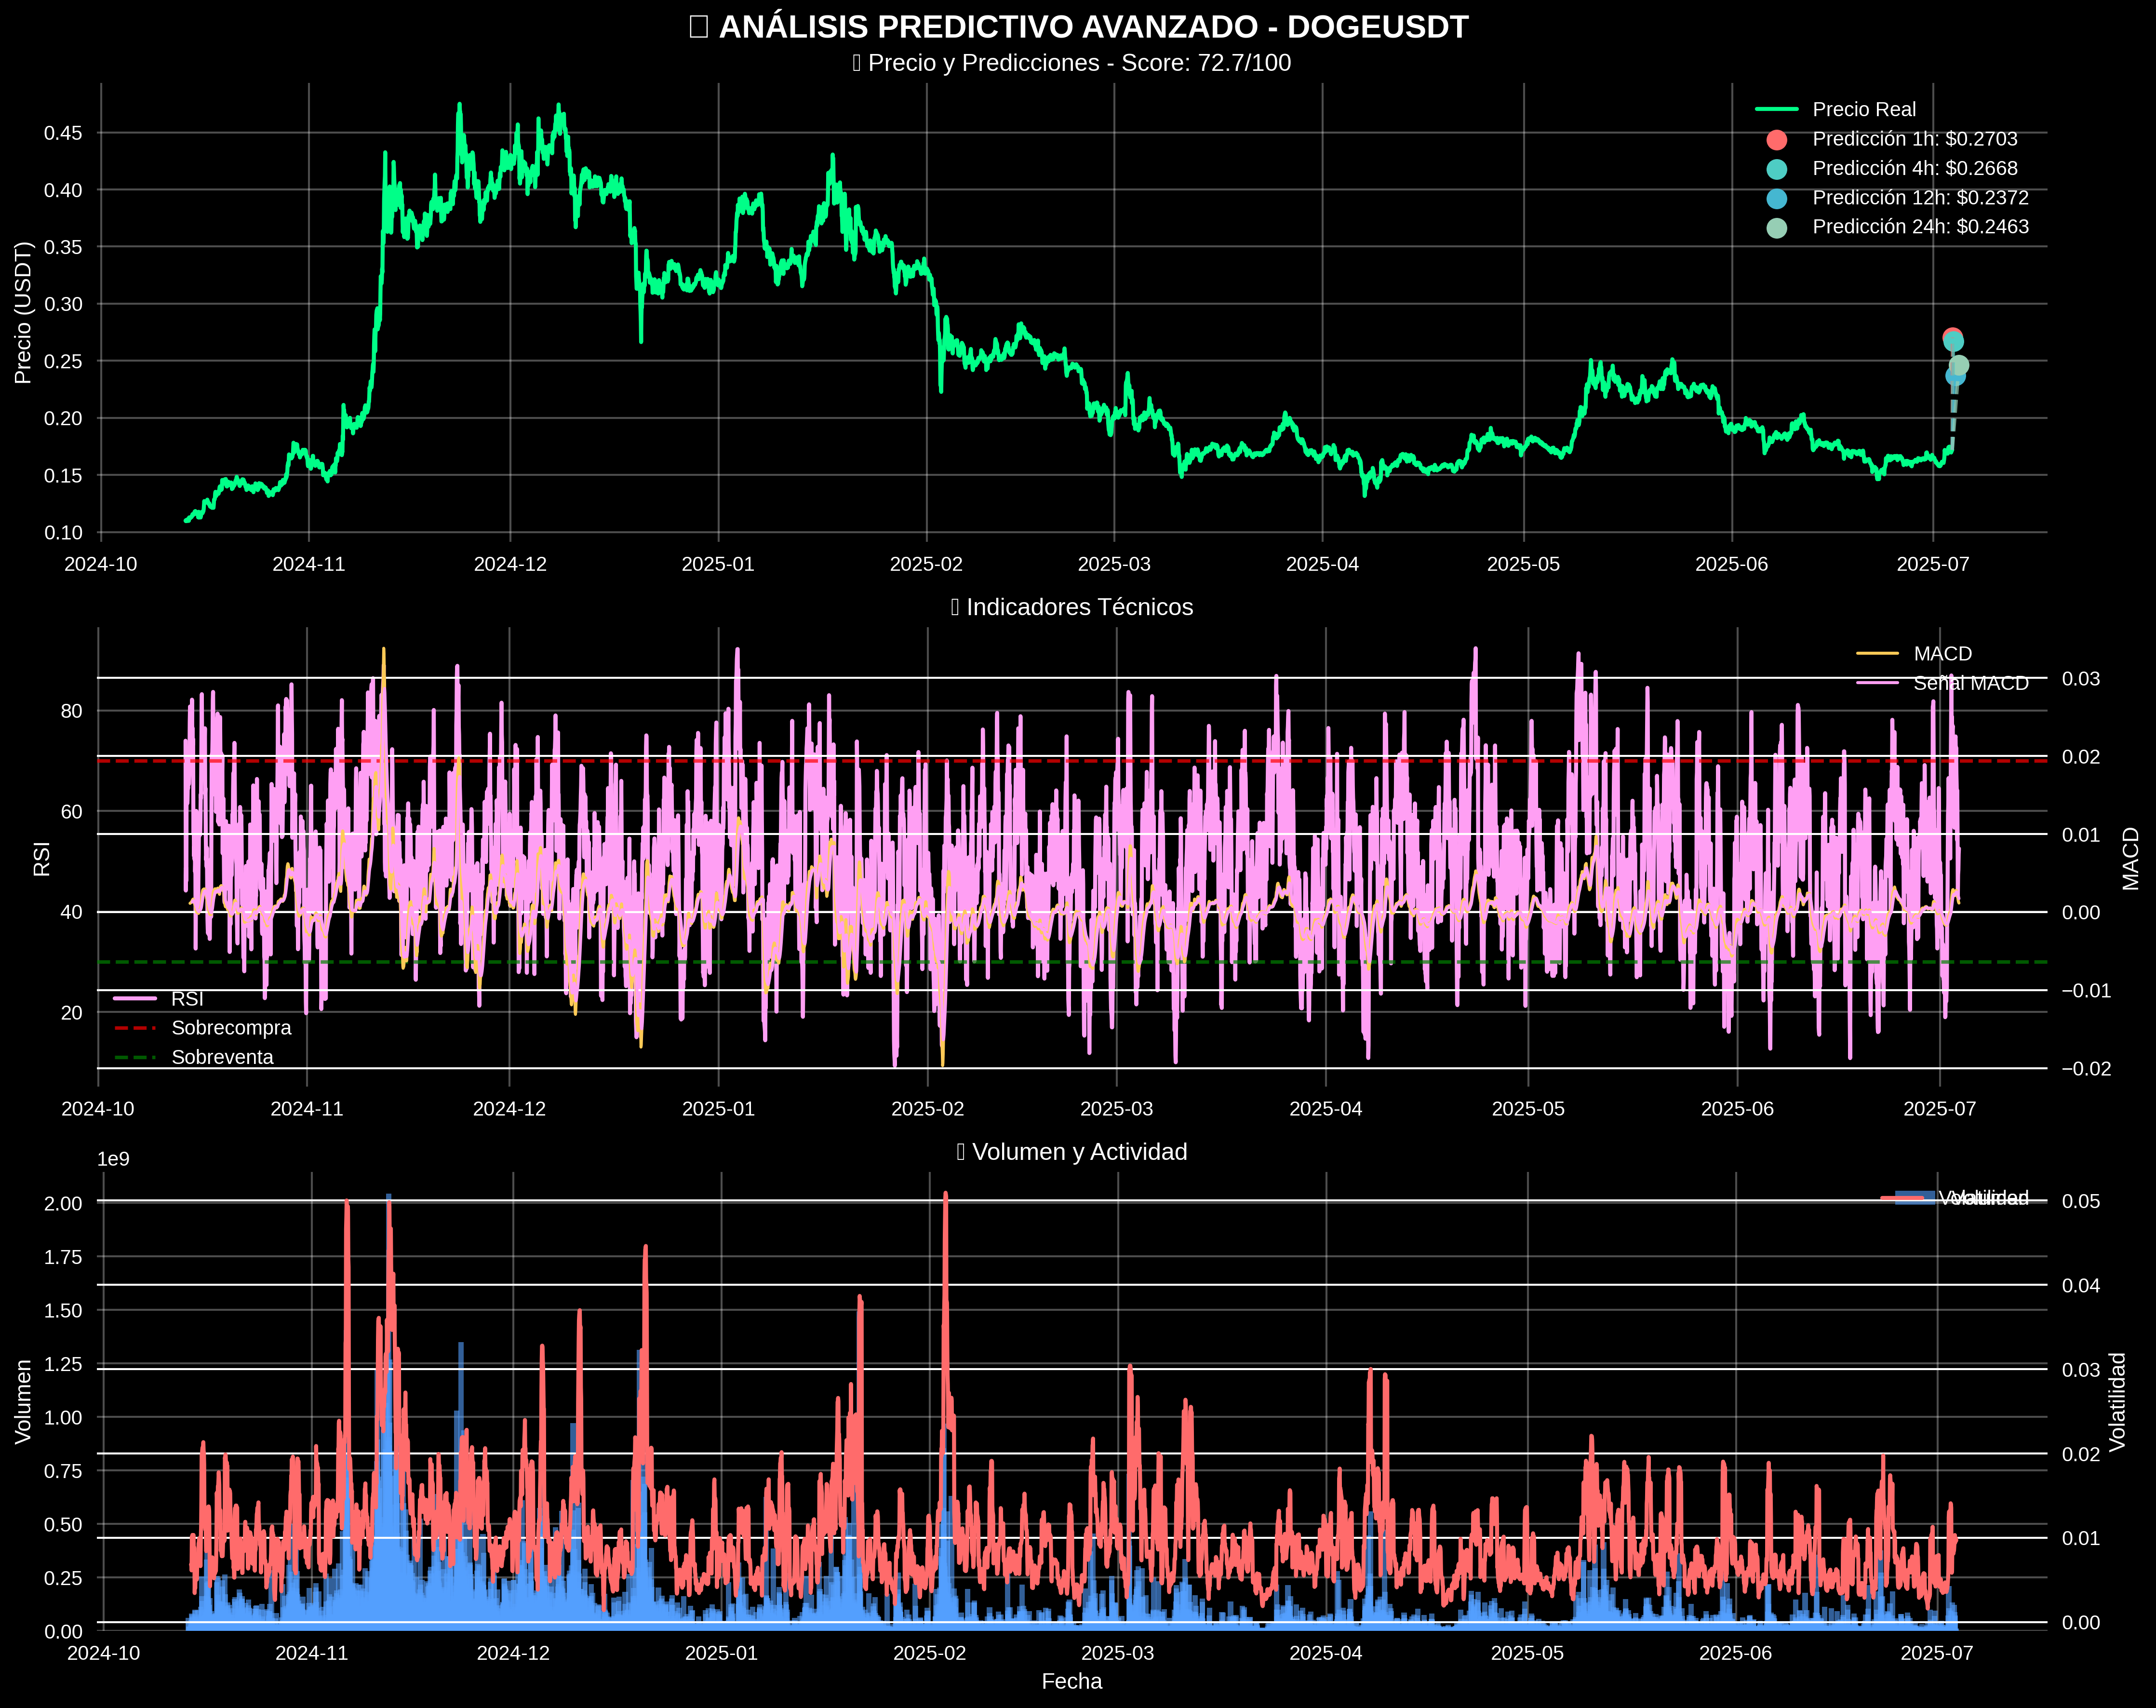 ANÁLISIS PREDICTIVO AVANZADO - DOGEUSDT
Precio y Predicciones - Score: 72.7/100
Precio (USDT)
0.45
0.40
0.35
0.30
0.25
0.20
0.15
0.10
Precio Real
Predicción 1h: $0.2703
Predicción 4h: $0.2668
Predicción 12h: $0.2372
Predicción 24h: $0.2463
2024-10 2024-11 2024-12 2025-01 2025-02 2025-03 2025-04 2025-05 2025-06 2025-07
Indicadores Técnicos
RSI
80
60
40
20
MACD
Señal MACD
RSI
Sobrecompra
Sobreventa
0.03
0.02
0.01
0.00
−0.01
−0.02
MACD
2024-10 2024-11 2024-12 2025-01 2025-02 2025-03 2025-04 2025-05 2025-06 2025-07
Volumen y Actividad
1e9
Volumen
2.00
1.75
1.50
1.25
1.00
0.75
0.50
0.25
0.00
Volatilidad
Volumen
0.05
0.04
0.03
0.02
0.01
0.00
Volatilidad
2024-10 2024-11 2024-12 2025-01 2025-02 2025-03 2025-04 2025-05 2025-06 2025-07
Fecha